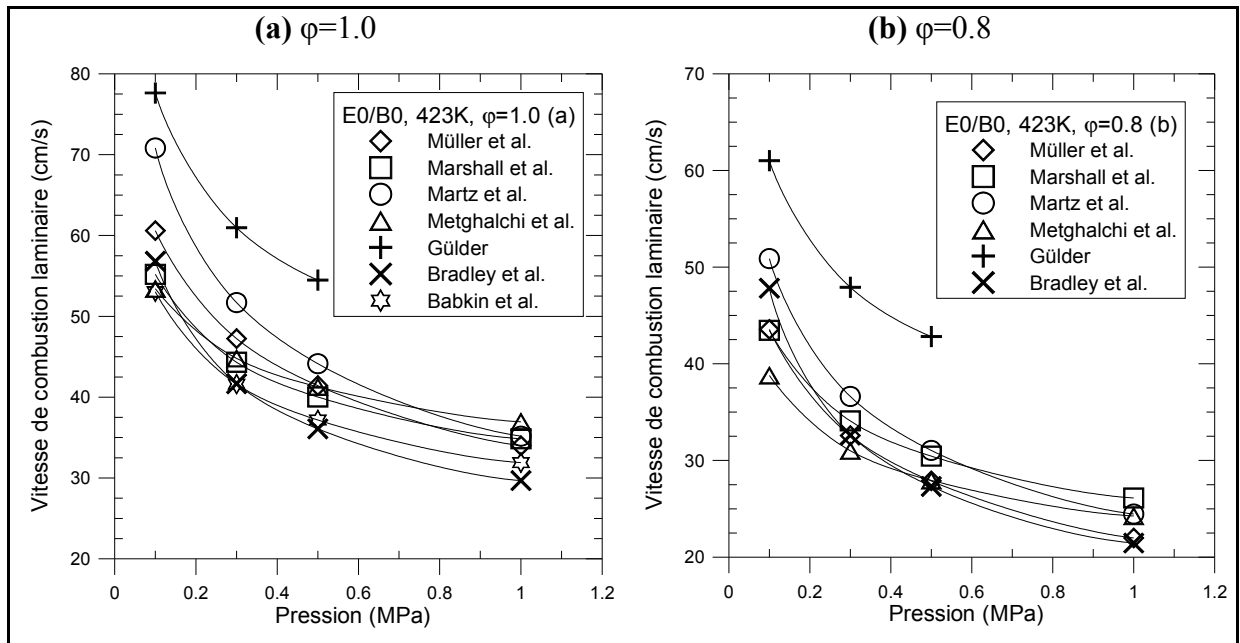 (a) φ=1.0
80
70
60
50
40
30
20
Vitesse de combustion laminaire (cm/s)
E0/B0, 423K, φ=1.0 (a)
Müller et al.
Marshall et al.
Martz et al.
Metghalchi et al.
Gülder
Bradley et al.
Babkin et al.
0 0.2 0.4 0.6 0.8 1 1.2
Pression (MPa)
(b) φ=0.8
70
60
50
40
30
20
Vitesse de combustion laminaire (cm/s)
E0/B0, 423K, φ=0.8 (b)
Müller et al.
Marshall et al.
Martz et al.
Metghalchi et al.
Gülder
Bradley et al.
0 0.2 0.4 0.6 0.8 1 1.2
Pression (MPa)